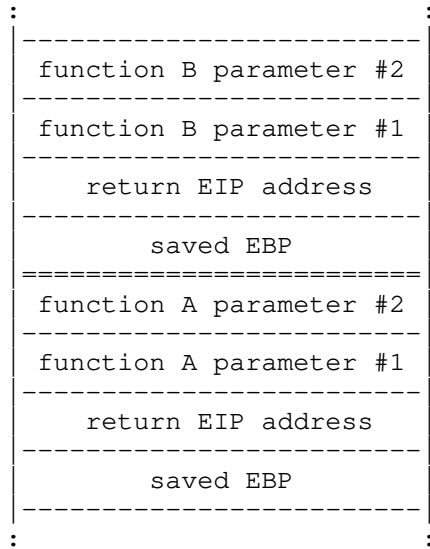 :                         :
|-------------------------|
| function B parameter #2 |
|-------------------------|
| function B parameter #1 |
|-------------------------|
|    return EIP address   |
|-------------------------|
|        saved EBP        |
|=========================|
| function A parameter #2 |
|-------------------------|
| function A parameter #1 |
|-------------------------|
|    return EIP address   |
|-------------------------|
|        saved EBP        |
|-------------------------|
:                         :